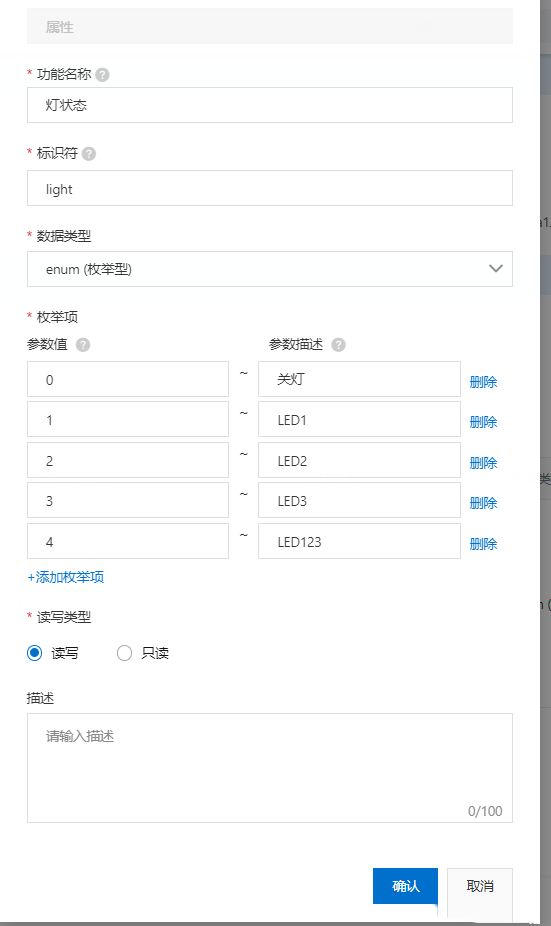 属性
* 功能名称 ?
灯状态
* 标识符 ?
light
* 数据类型
enum (枚举型)
* 枚举项
参数值 ? 参数描述 ?
0 ~ 关灯 删除
1 ~ LED1 删除
2 ~ LED2 删除
3 ~ LED3 删除
4 ~ LED123 删除
+添加枚举项
* 读写类型
读写 只读
描述
请输入描述
0/100
确认 取消